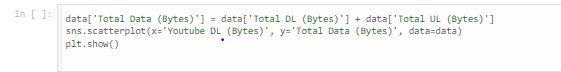 In [ ]:
data['Total Data (Bytes)'] = data['Total DL (Bytes)'] + data['Total UL (Bytes)']
sns.scatterplot(x='Youtube DL (Bytes)', y='Total Data (Bytes)', data=data)
plt.show()